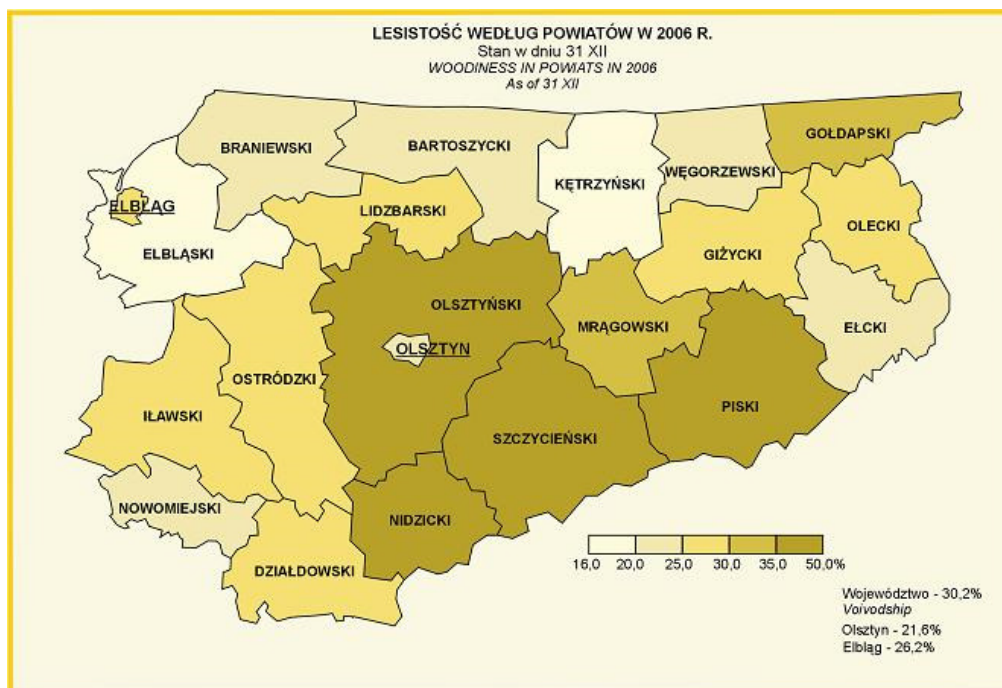 LESISTOŚĆ WEDŁUG POWIATÓW W 2006 R.
Stan w dniu 31 XII
WOODINESS IN POWIATS IN 2006
As of 31 XII
GOŁDAPSKI
BRANIEWSKI
BARTOSZYCKI
WĘGORZEWSKI
KĘTRZYŃSKI
ELBLĄG
LIDZBARSKI
OLECKI
ELBLĄSKI
GIŻYCKI
OLSZTYŃSKI
MRĄGOWSKI
EŁCKI
OLSZTYN
OSTRÓDZKI
PISKI
IŁAWSKI
SZCZYCIEŃSKI
NOWOMIEJSKI
NIDZICKI
DZIAŁDOWSKI
16,0 20,0 25,0 30,0 35,0 50,0%
Województwo - 30,2%
Voivodship
Olsztyn - 21,6%
Elbląg - 26,2%